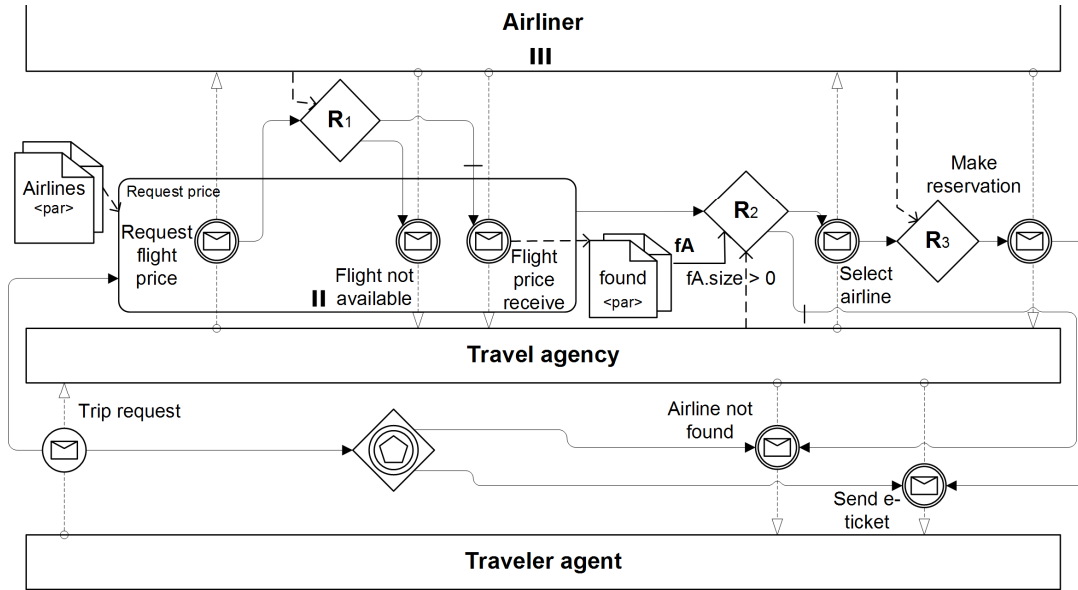 Airliner
III
R1
Airlines
<par>
Request price
Request
flight
price
Flight not
available
II
Flight
price
receive
found
<par>
fA
fA.size > 0
R2
Select
airline
R3
Make
reservation
Travel agency
Trip request
Airline not
found
Send e-
ticket
Traveler agent